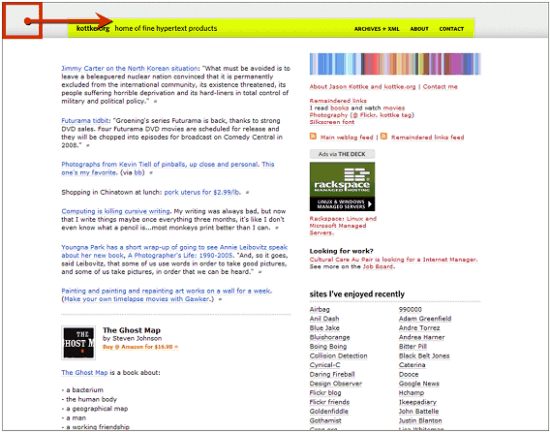 kottke.org home of fine hypertext products
ARCHIVES + XML ABOUT CONTACT
Jimmy Carter on the North Korean situation: "What must be avoided is to
leave a beleaguered nuclear nation convinced that it is permanently
excluded from the international community, its existence threatened, its
people suffering horrible deprivation and its hard-liners in total control of
military and political policy." #
Futurama tidbit: "Greening's series Futurama is back, thanks to strong
DVD sales. Four Futurama DVD movies are scheduled for release and
they will be chopped into episodes for broadcast on Comedy Central in
2008." #
Photographs from Kevin Tiell of pinballs, up close and personal. This
one's my favorite. (via bb) #
Shopping in Chinatown at lunch: pork uterus for $2.99/lb. #
Computing is killing cursive writing. My writing was always bad, but now
that I write things maybe once everything three months, it's like I don't
even know what a pencil is...most monkeys print better than I can. #
Youngna Park has a short wrap-up of going to see Annie Leibovitz speak
about her new book, A Photographer's Life: 1990-2005. "And, so it goes,
said Leibovitz, that some of us use words in order to take good pictures,
and some of us take pictures, in order that we can be heard." #
Painting and painting and repainting art works on a wall for a week.
(Make your own timelapse movies with Gawker.) #
THE
GHOST M
The Ghost Map
by Steven Johnson
Buy @ Amazon for $16.98 »
The Ghost Map is a book about:
- a bacterium
- the human body
- a geographical map
- a man
- a working friendship
About Jason Kottke and kottke.org | Contact me
Remaindered links
I read books and watch movies
Photography (@ Flickr, kottke tag)
Silkscreen font
Main weblog feed | Remaindered links feed
Ads via THE DECK
rackspace
MANAGED HOSTING
LINUX & WINDOWS
MANAGED SERVERS
Rackspace: Linux and
Microsoft Managed
Servers.
Looking for work?
Cultural Care Au Pair is looking for a Internet Manager.
See more on the Job Board.
sites I've enjoyed recently
Airbag 990000
Anil Dash Adam Greenfield
Blue Jake Andre Torrez
Bluishorange Andrea Harner
Boing Boing Bitter Pill
Collision Detection Black Belt Jones
Cynical-C Caterina
Daring Fireball Dooce
Design Observer Google News
Flickr blog Hchamp
Flickr friends Ikeepadiary
Goldenfiddle John Battelle
Gothamist Justin Blanton
Greg.org Lisa Whiteman